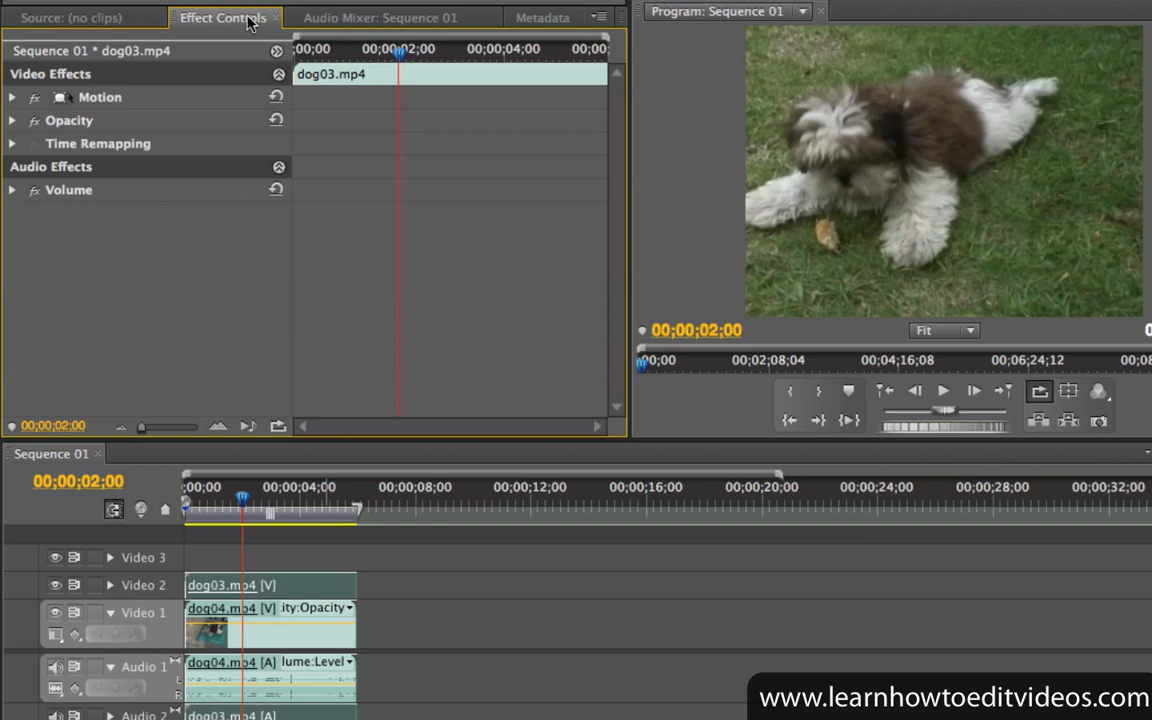 Source: (no clips)
Effect Controls
Audio Mixer: Sequence 01
Metadata
Program: Sequence 01
Sequence 01 * dog03.mp4
;00;00
00;00;02;00
00;00;04;00
00;00;
Video Effects
dog03.mp4
fx Motion
fx Opacity
Time Remapping
Audio Effects
fx Volume
00;00;02;00
Fit
00;00
00;02;08;04
00;04;16;08
00;06;24;12
00;08
00;00;02;00
Sequence 01
00;00;02;00
;00;00
00;00;04;00
00;00;08;00
00;00;12;00
00;00;16;00
00;00;20;00
00;00;24;00
00;00;28;00
00;00;32;00
Video 3
Video 2
dog03.mp4 [V]
Video 1
dog04.mp4 [V] ity:Opacity
Audio 1
dog04.mp4 [A] lume:Level
L
R
Audio 2
dog03.mp4 [A]
www.learnhowtoeditvideos.com